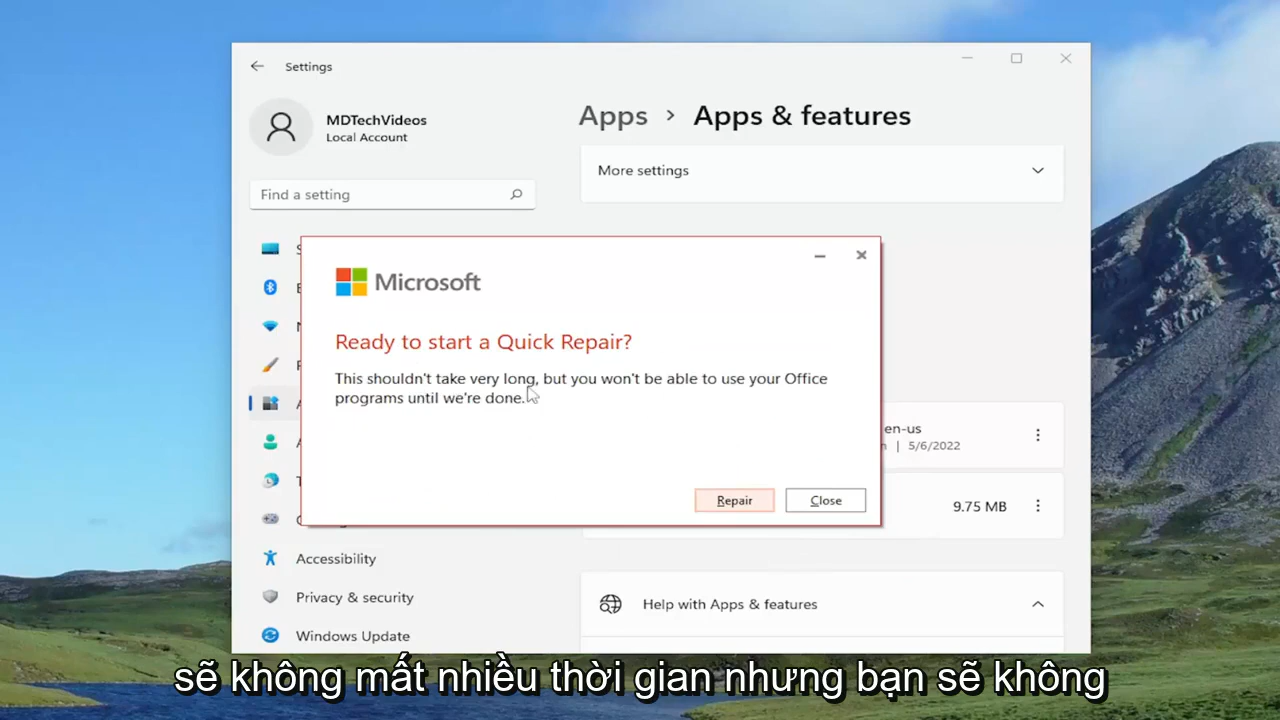 Settings
MDTechVideos
Local Account
Find a setting
Apps > Apps & features
More settings
Microsoft
Ready to start a Quick Repair?
This shouldn't take very long, but you won't be able to use your Office
programs until we're done.
Repair
Close
en-us
| 5/6/2022
9.75 MB
Accessibility
Privacy & security
Windows Update
Help with Apps & features
sẽ không mất nhiều thời gian nhưng bạn sẽ không